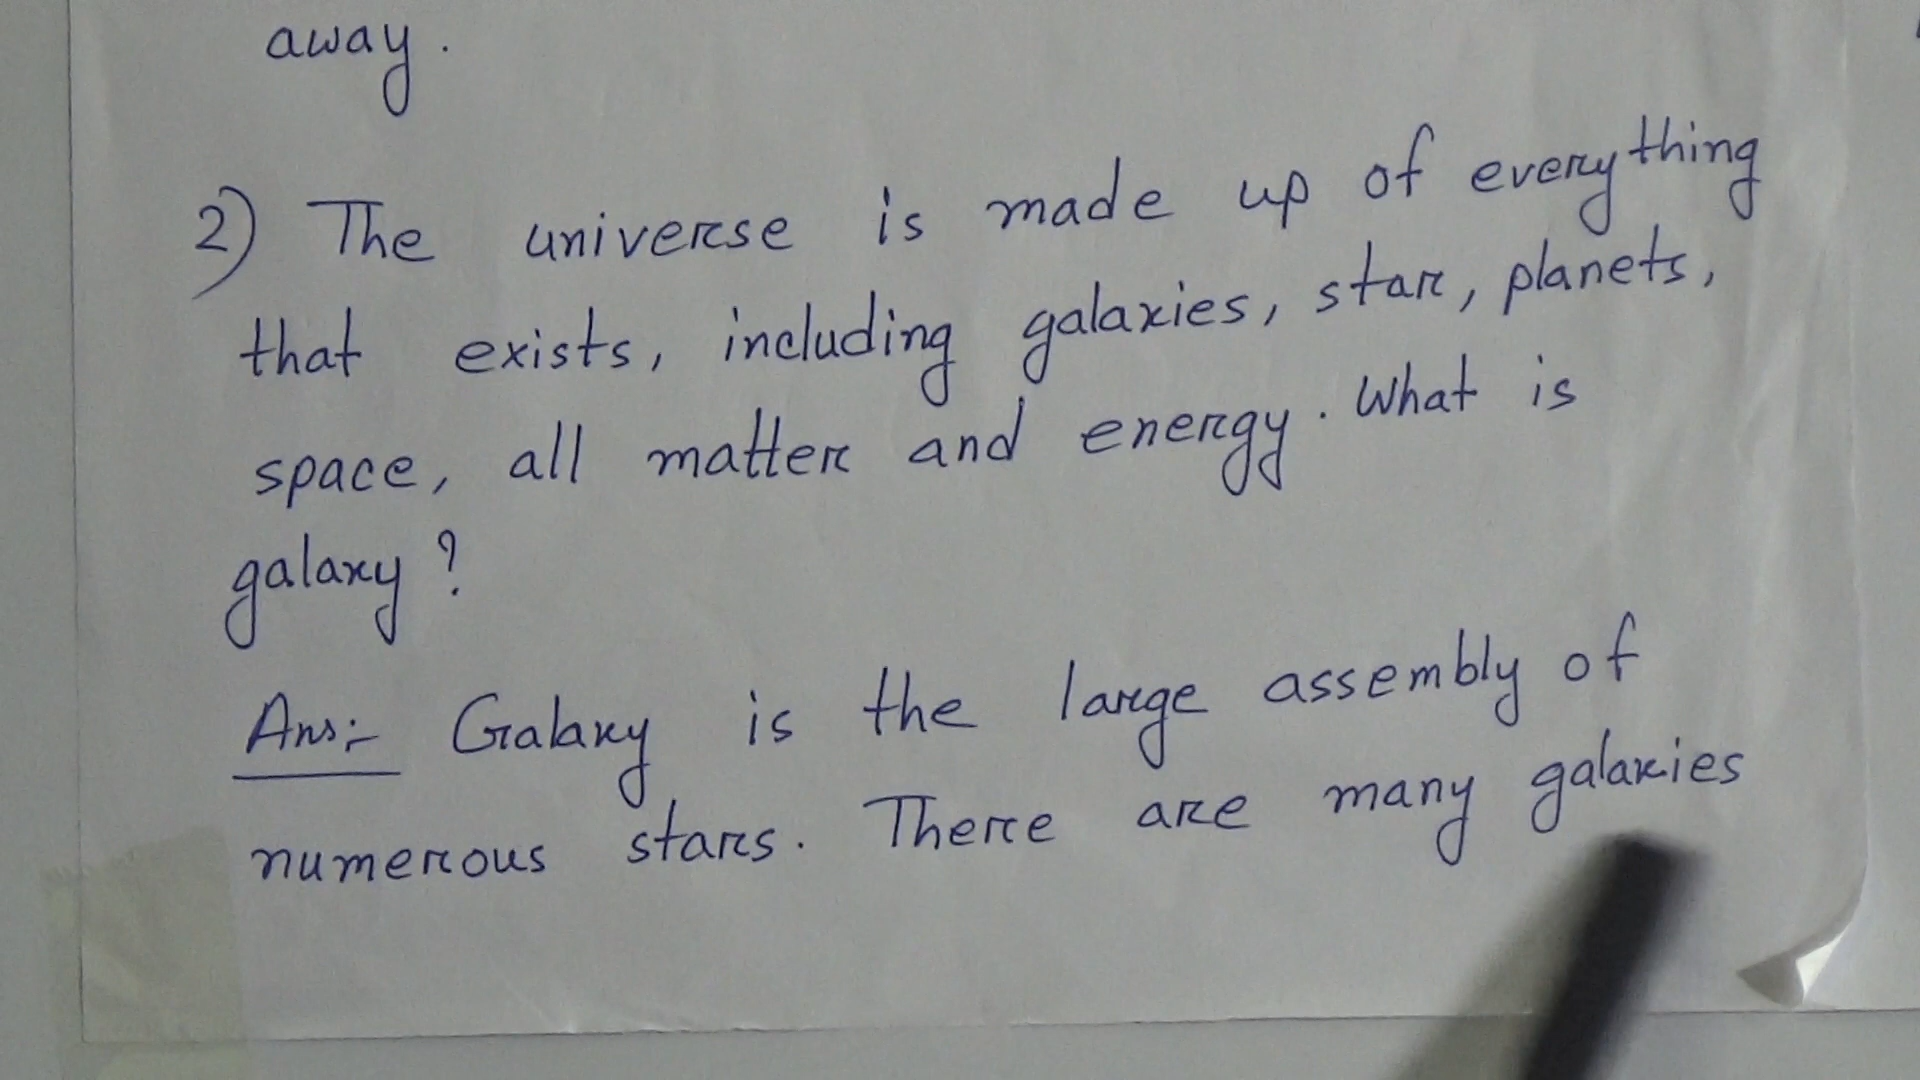 away.
2) The universe is made up of everything
that exists, including galaxies, star, planets,
space, all matter and energy. What is
galaxy?
Ans:- Galaxy is the large assembly of
numerous stars. There are many galaxies